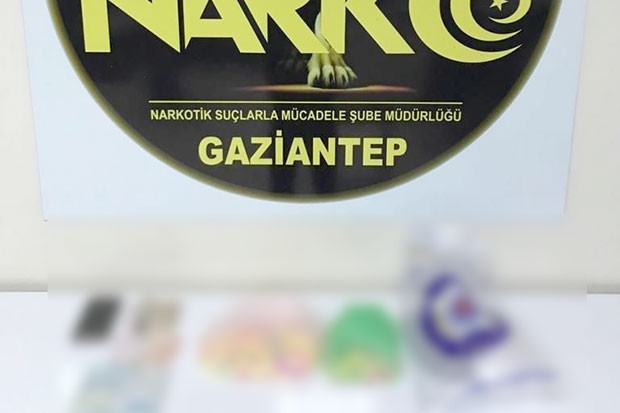 NARKO
NARKOTİK SUÇLARLA MÜCADELE ŞUBE MÜDÜRLÜĞÜ
GAZİANTEP